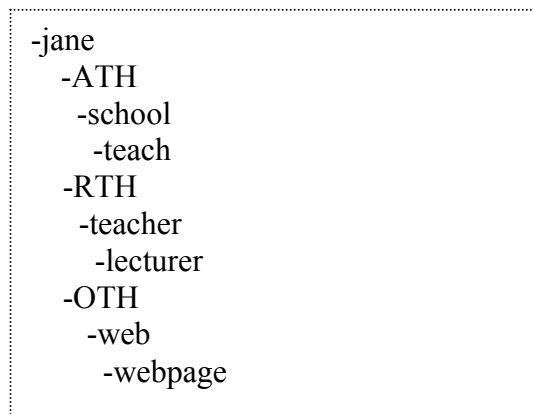 -jane
-ATH
-school
-teach
-RTH
-teacher
-lecturer
-OTH
-web
-webpage